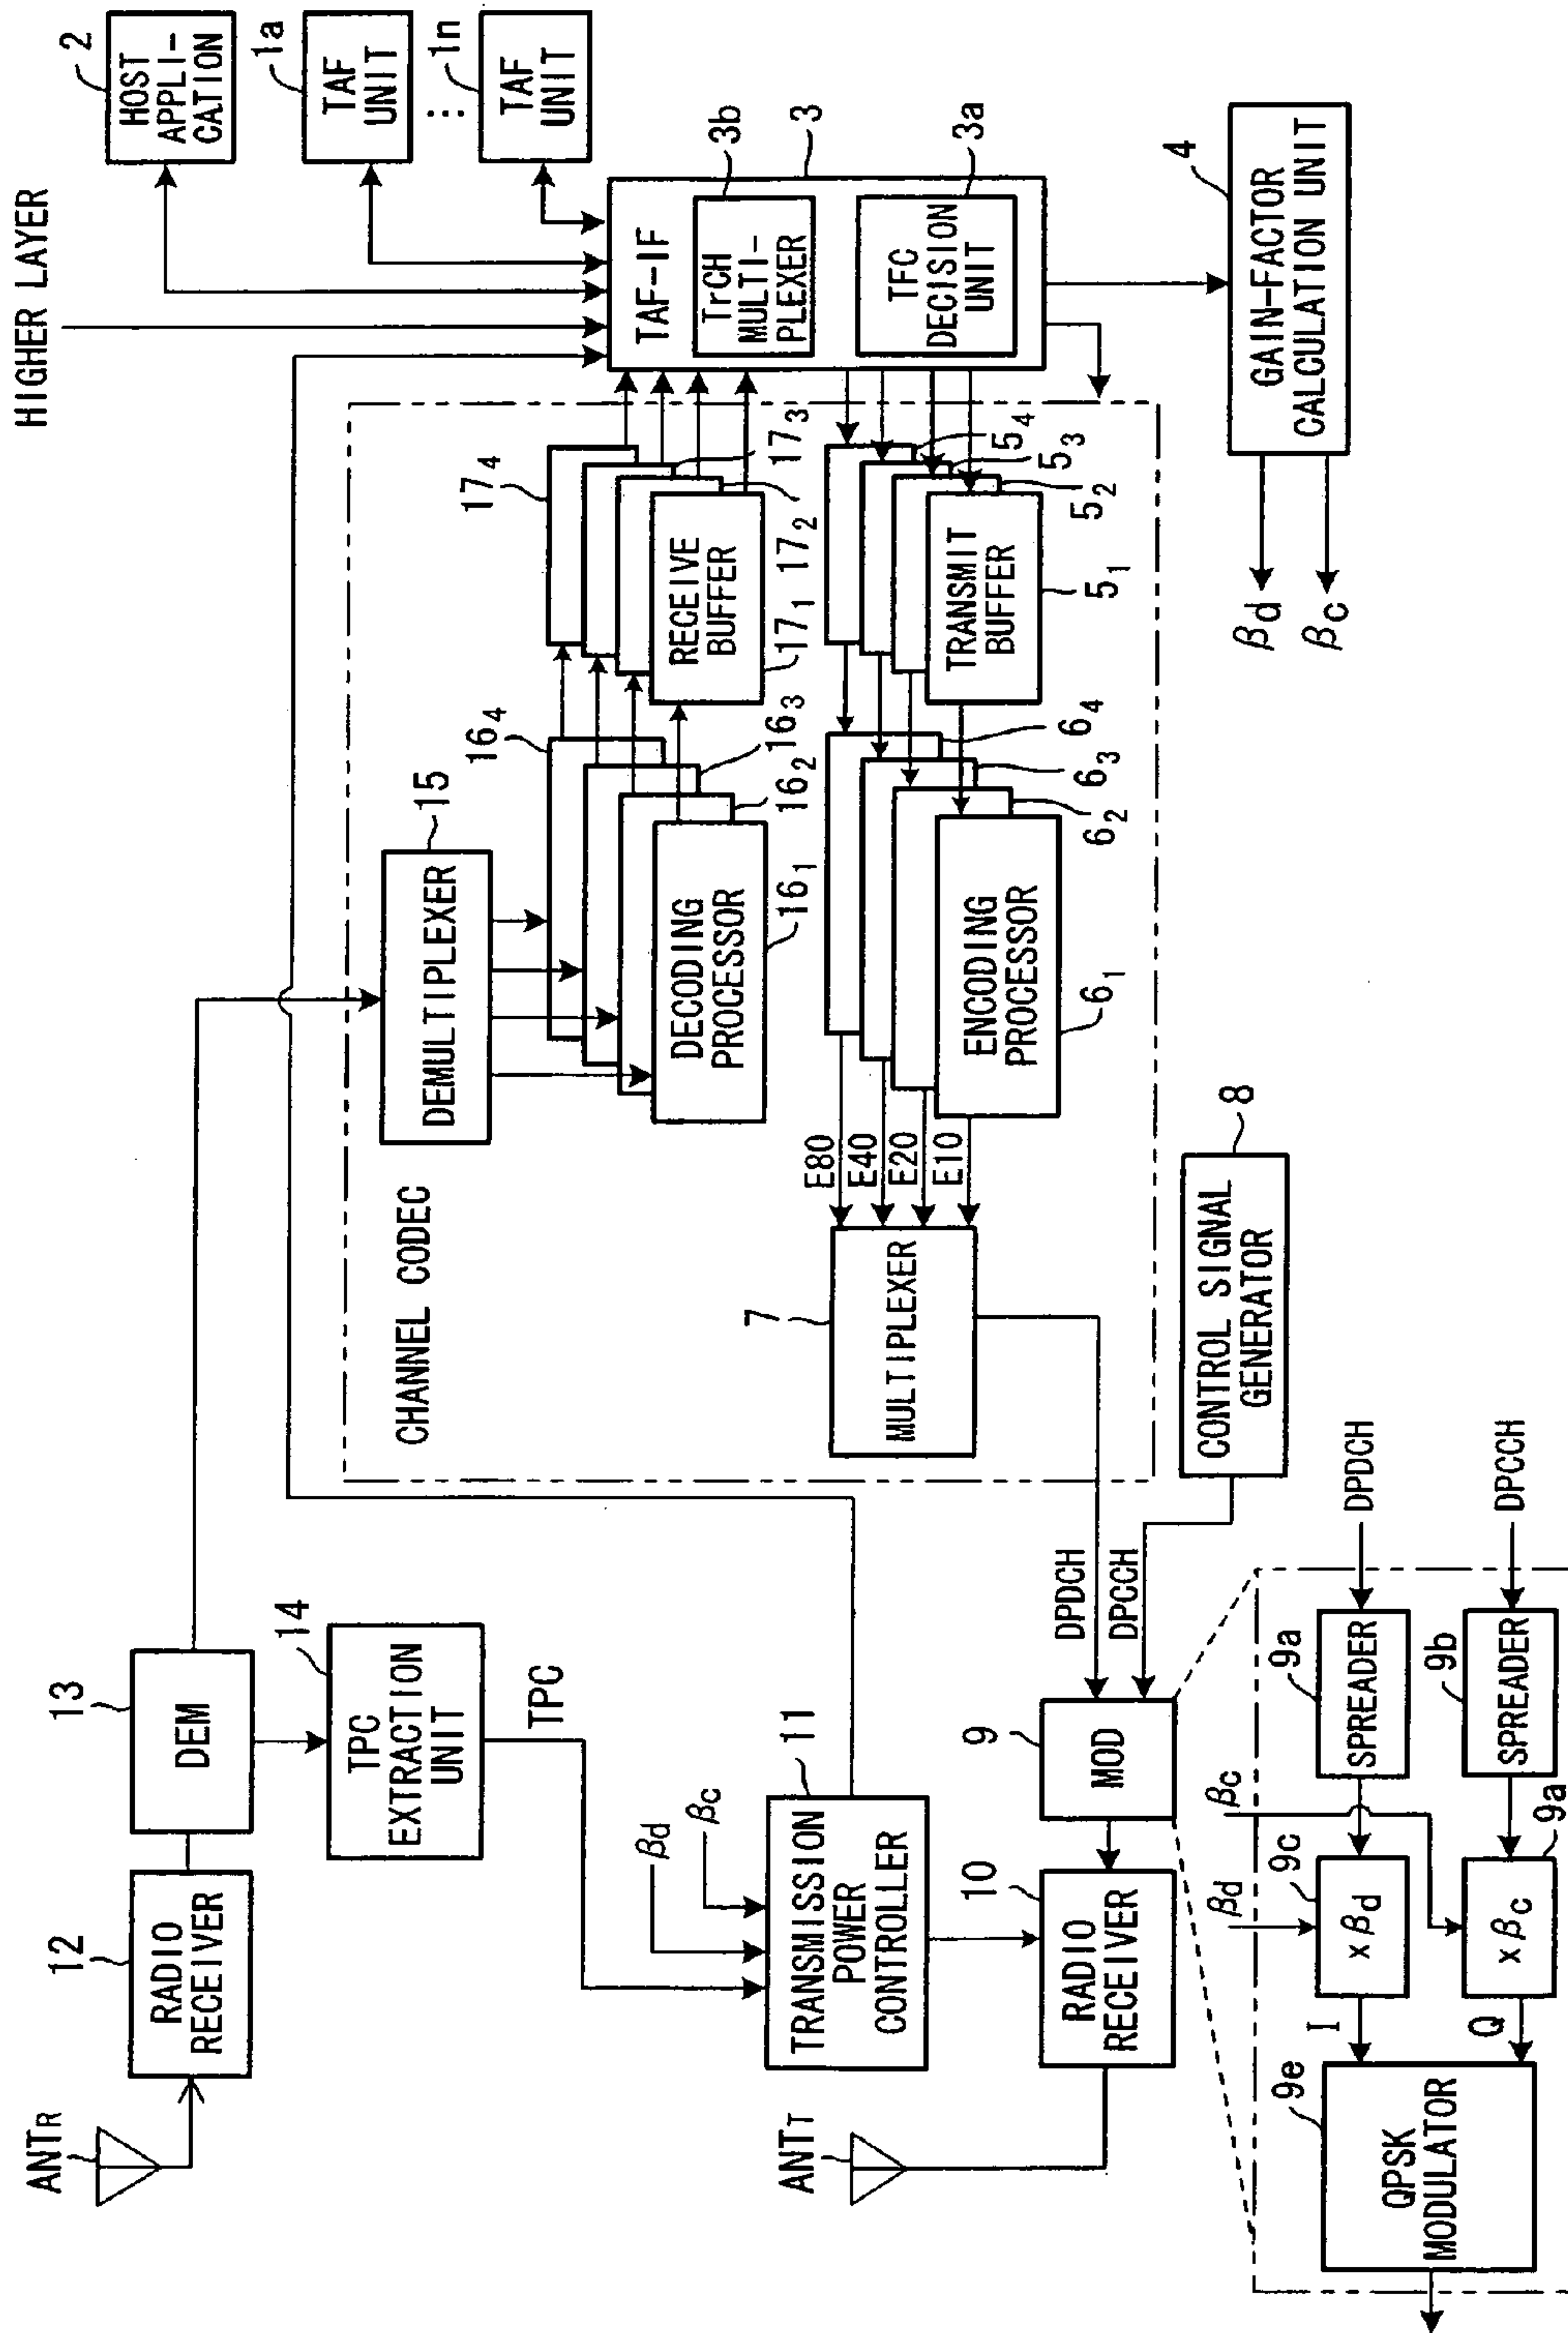 HIGHER LAYER
2
HOST
APPLI-
CATION
1a
TAF
UNIT
1n
TAF
UNIT
3
TAF-IF
3b
TrCH
MULTI-
PLEXER
3a
TFC
DECISION
UNIT
4
GAIN-FACTOR
CALCULATION UNIT
βd
βc
CHANNEL CODEC
15
DEMULTIPLEXER
16₄
16₃
16₂
16₁
DECODING
PROCESSOR
17₄
17₃
17₂
17₁
RECEIVE
BUFFER
5₄
5₃
5₂
5₁
TRANSMIT
BUFFER
6₄
6₃
6₂
6₁
ENCODING
PROCESSOR
E80
E40
E20
E10
7
MULTIPLEXER
8
CONTROL SIGNAL
GENERATOR
ANTR
12
RADIO
RECEIVER
13
DEM
14
TPC
EXTRACTION
UNIT
TPC
βd
βc
11
TRANSMISSION
POWER
CONTROLLER
ANTT
10
RADIO
RECEIVER
9
MOD
DPDCH
DPCCH
9e
QPSK
MODULATOR
I
Q
βd
9c
×βd
βc
9a
×βc
9a
SPREADER
9b
SPREADER
DPDCH
DPCCH